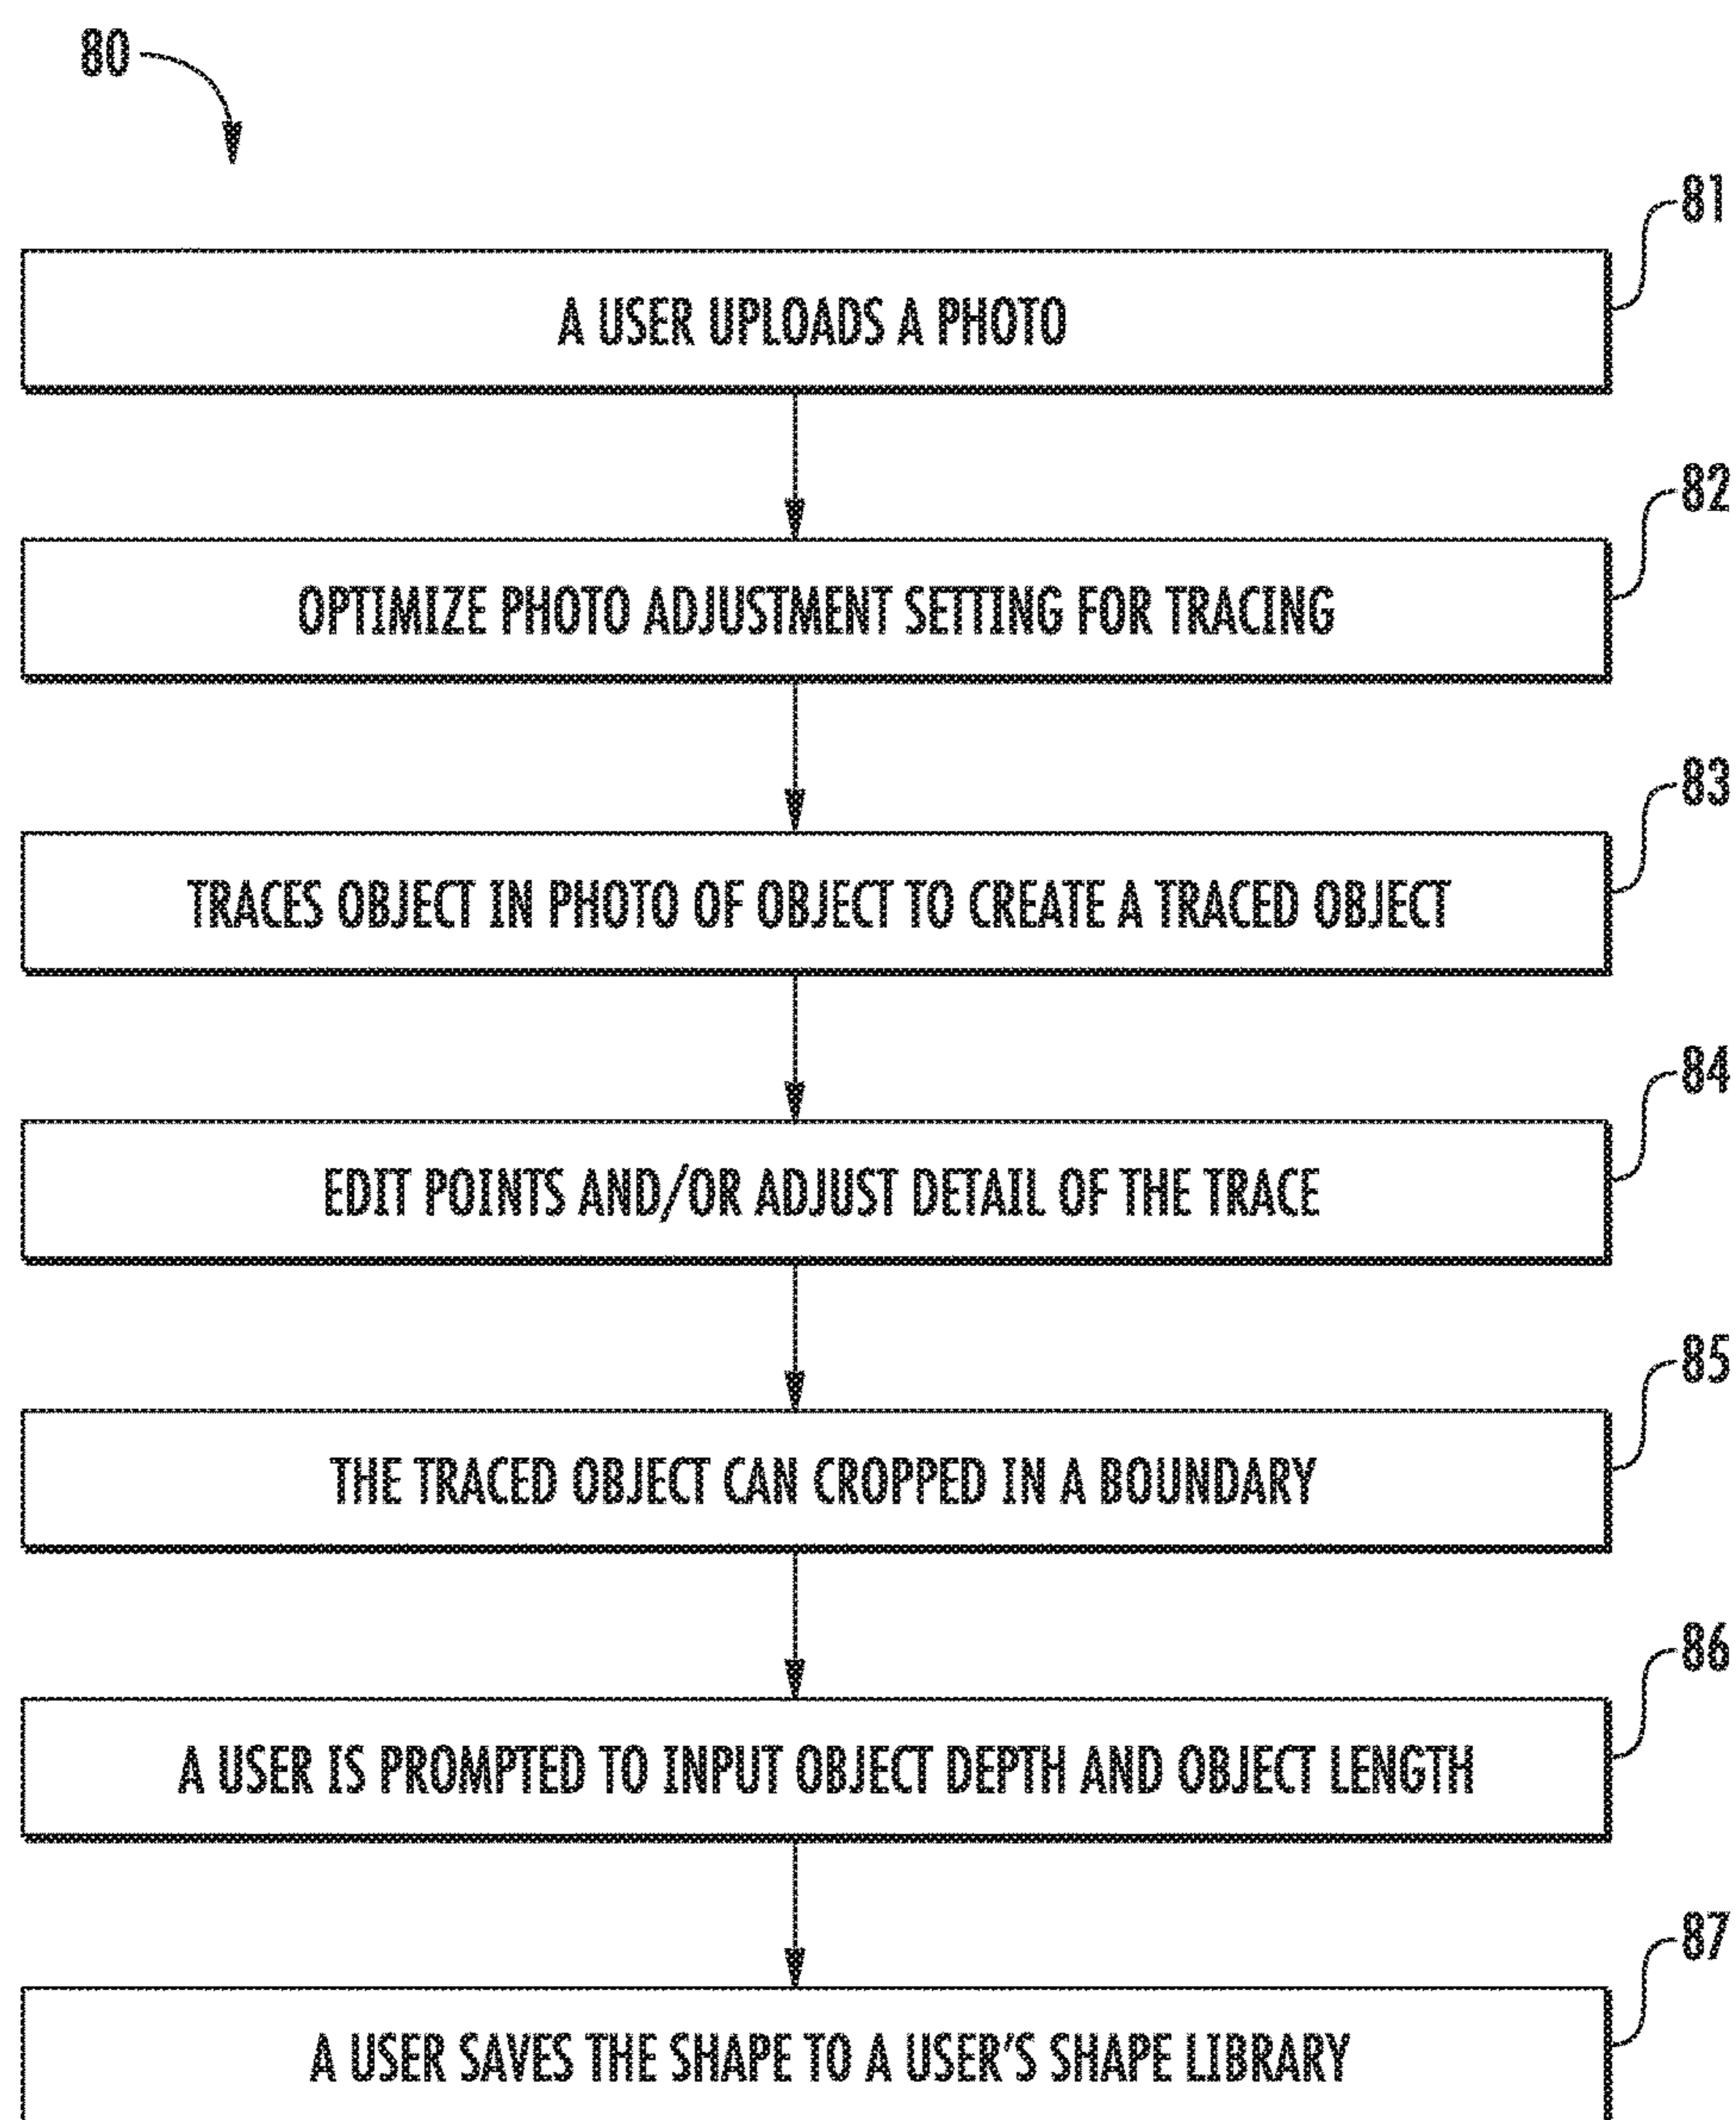 80
81
A USER UPLOADS A PHOTO
82
OPTIMIZE PHOTO ADJUSTMENT SETTING FOR TRACING
83
TRACES OBJECT IN PHOTO OF OBJECT TO CREATE A TRACED OBJECT
84
EDIT POINTS AND/OR ADJUST DETAIL OF THE TRACE
85
THE TRACED OBJECT CAN CROPPED IN A BOUNDARY
86
A USER IS PROMPTED TO INPUT OBJECT DEPTH AND OBJECT LENGTH
87
A USER SAVES THE SHAPE TO A USER'S SHAPE LIBRARY